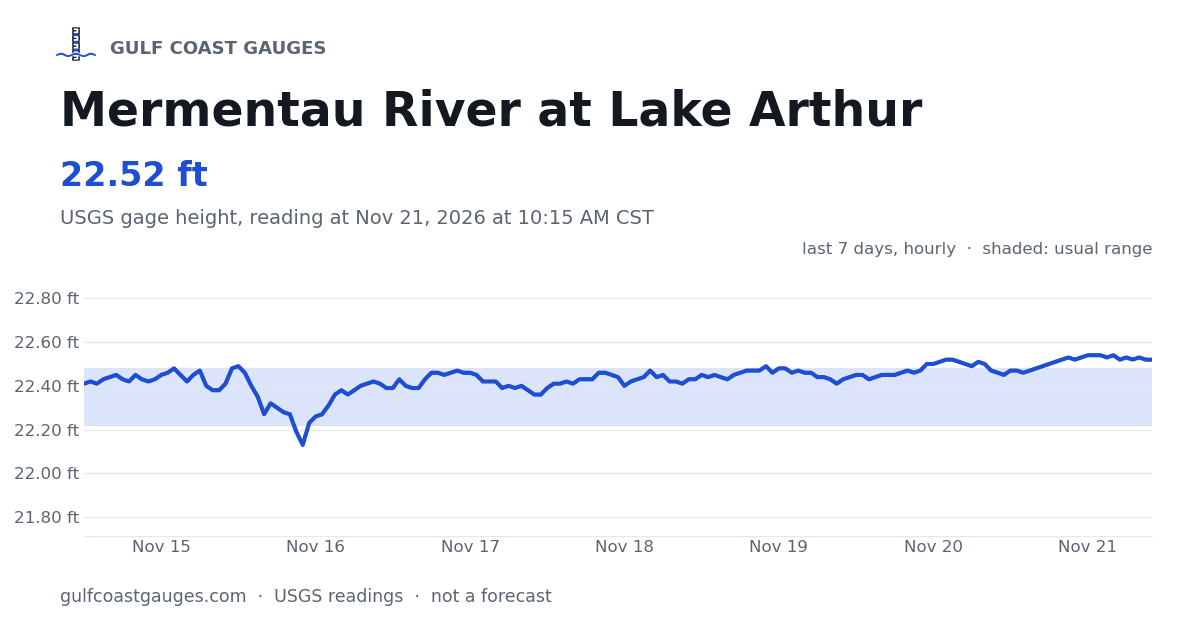 GULF COAST GAUGES
Mermentau River at Lake Arthur
22.52 ft
USGS gage height, reading at Nov 21, 2026 at 10:15 AM CST
last 7 days, hourly · shaded: usual range
22.80 ft
22.60 ft
22.40 ft
22.20 ft
22.00 ft
21.80 ft
Nov 15 Nov 16 Nov 17 Nov 18 Nov 19 Nov 20 Nov 21
gulfcoastgauges.com · USGS readings · not a forecast